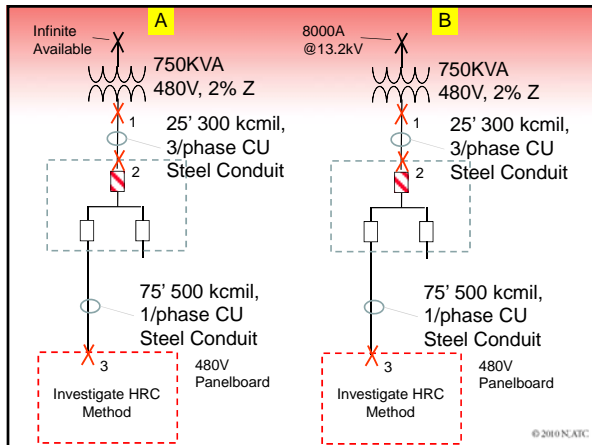 A
Infinite
Available
750KVA
480V, 2% Z
1
25' 300 kcmil,
3/phase CU
Steel Conduit
2
75' 500 kcmil,
1/phase CU
Steel Conduit
3
480V
Panelboard
Investigate HRC
Method
B
8000A
@13.2kV
750KVA
480V, 2% Z
1
25' 300 kcmil,
3/phase CU
Steel Conduit
2
75' 500 kcmil,
1/phase CU
Steel Conduit
3
480V
Panelboard
Investigate HRC
Method
© 2010 NJATC